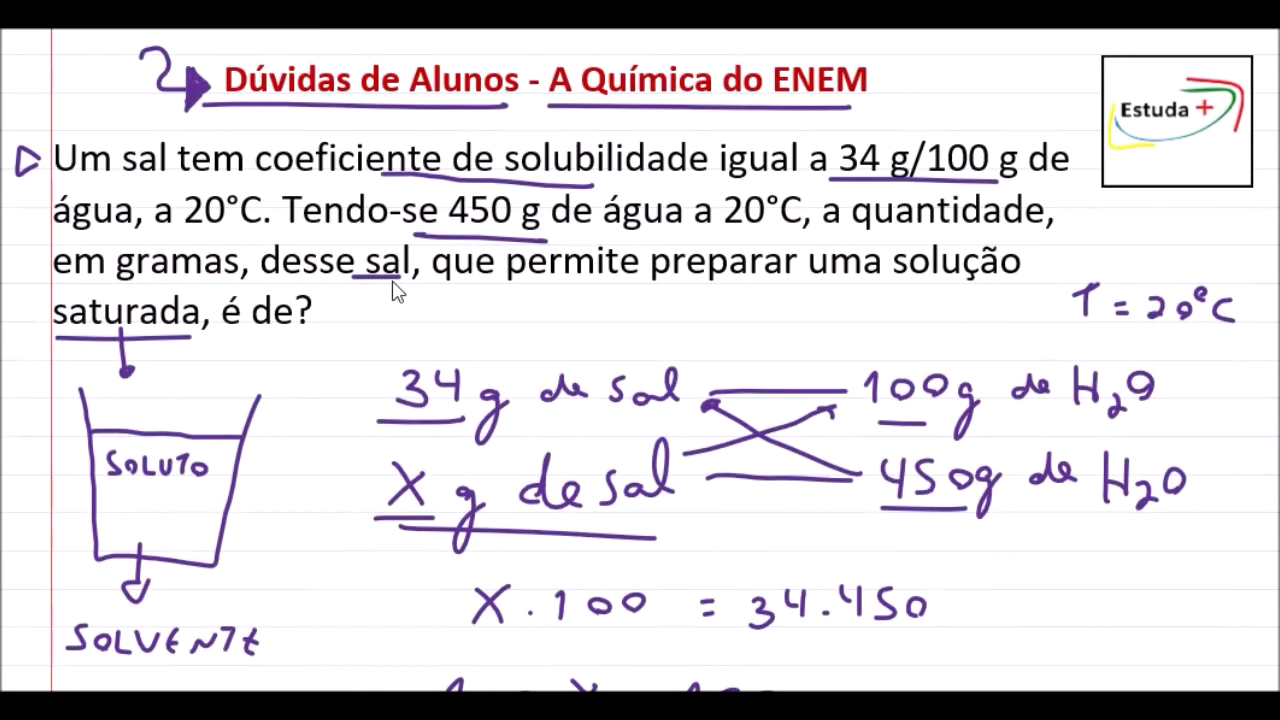 Dúvidas de Alunos - A Química do ENEM
Estuda +
Um sal tem coeficiente de solubilidade igual a 34 g/100 g de
água, a 20°C. Tendo-se 450 g de água a 20°C, a quantidade,
em gramas, desse sal, que permite preparar uma solução
saturada, é de?
T = 20°C
34 g de sal 100g de H2O
X g de sal 450g de H2O
SOLUTO
X . 100 = 34.450
SOLVENTE